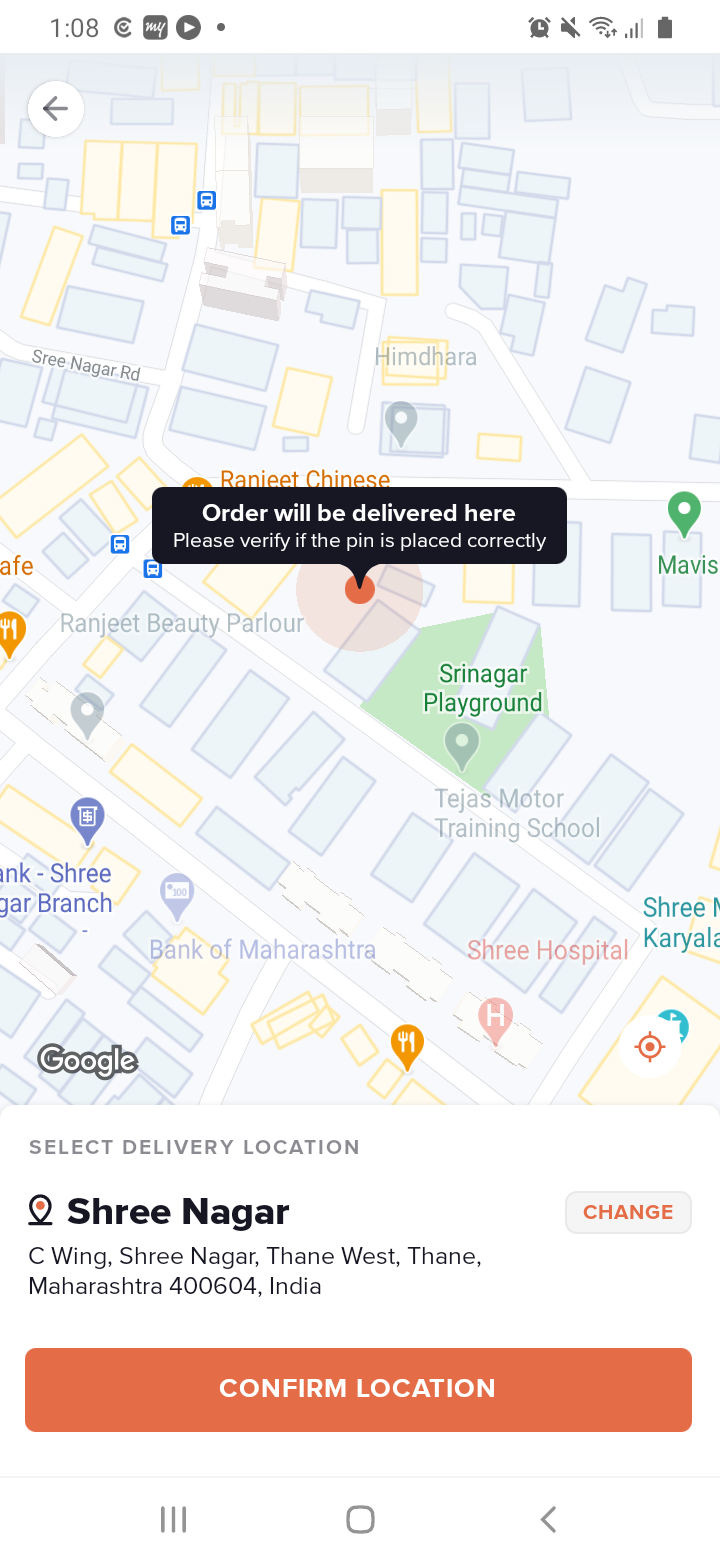 1:08
my
Himdhara
Sree Nagar Rd
Ranjeet Chinese
Order will be delivered here
Please verify if the pin is placed correctly
afe
Mavis
Ranjeet Beauty Parlour
Srinagar
Playground
Tejas Motor
Training School
ank - Shree
gar Branch
-
100
Bank of Maharashtra
Shree M
Karyala
Shree Hospital
H
Google
SELECT DELIVERY LOCATION
Shree Nagar
CHANGE
C Wing, Shree Nagar, Thane West, Thane,
Maharashtra 400604, India
CONFIRM LOCATION